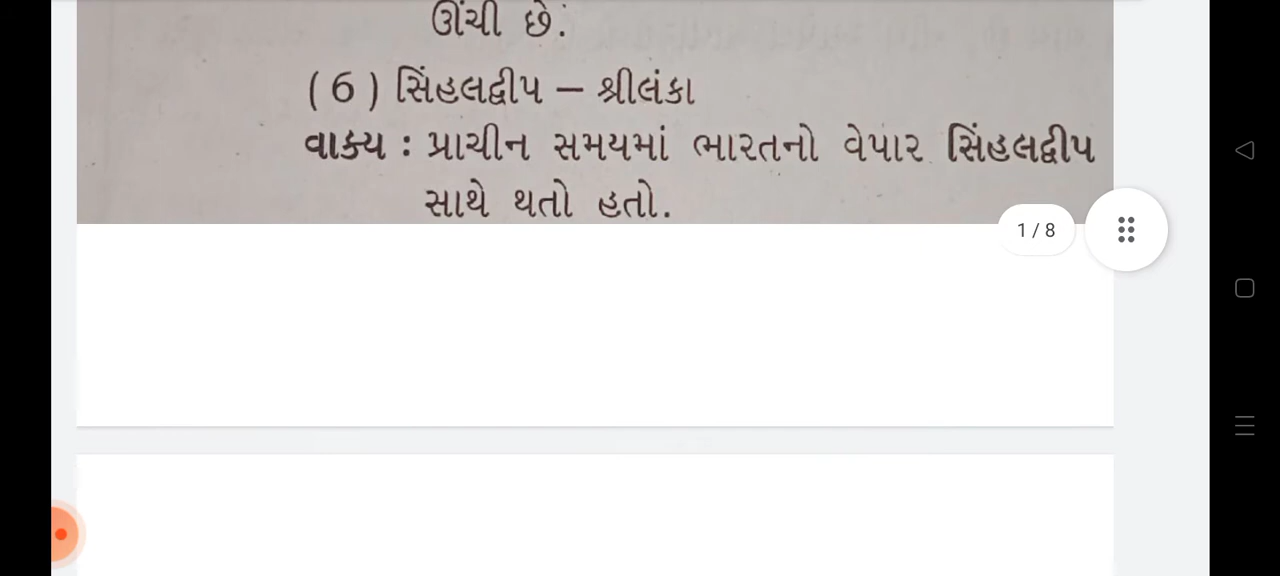 ઊંચી છે.
( 6 ) સિંહલદ્વીપ – શ્રીલંકા
વાક્ય : પ્રાચીન સમયમાં ભારતનો વેપાર સિંહલદ્વીપ
સાથે થતો હતો.
1 / 8